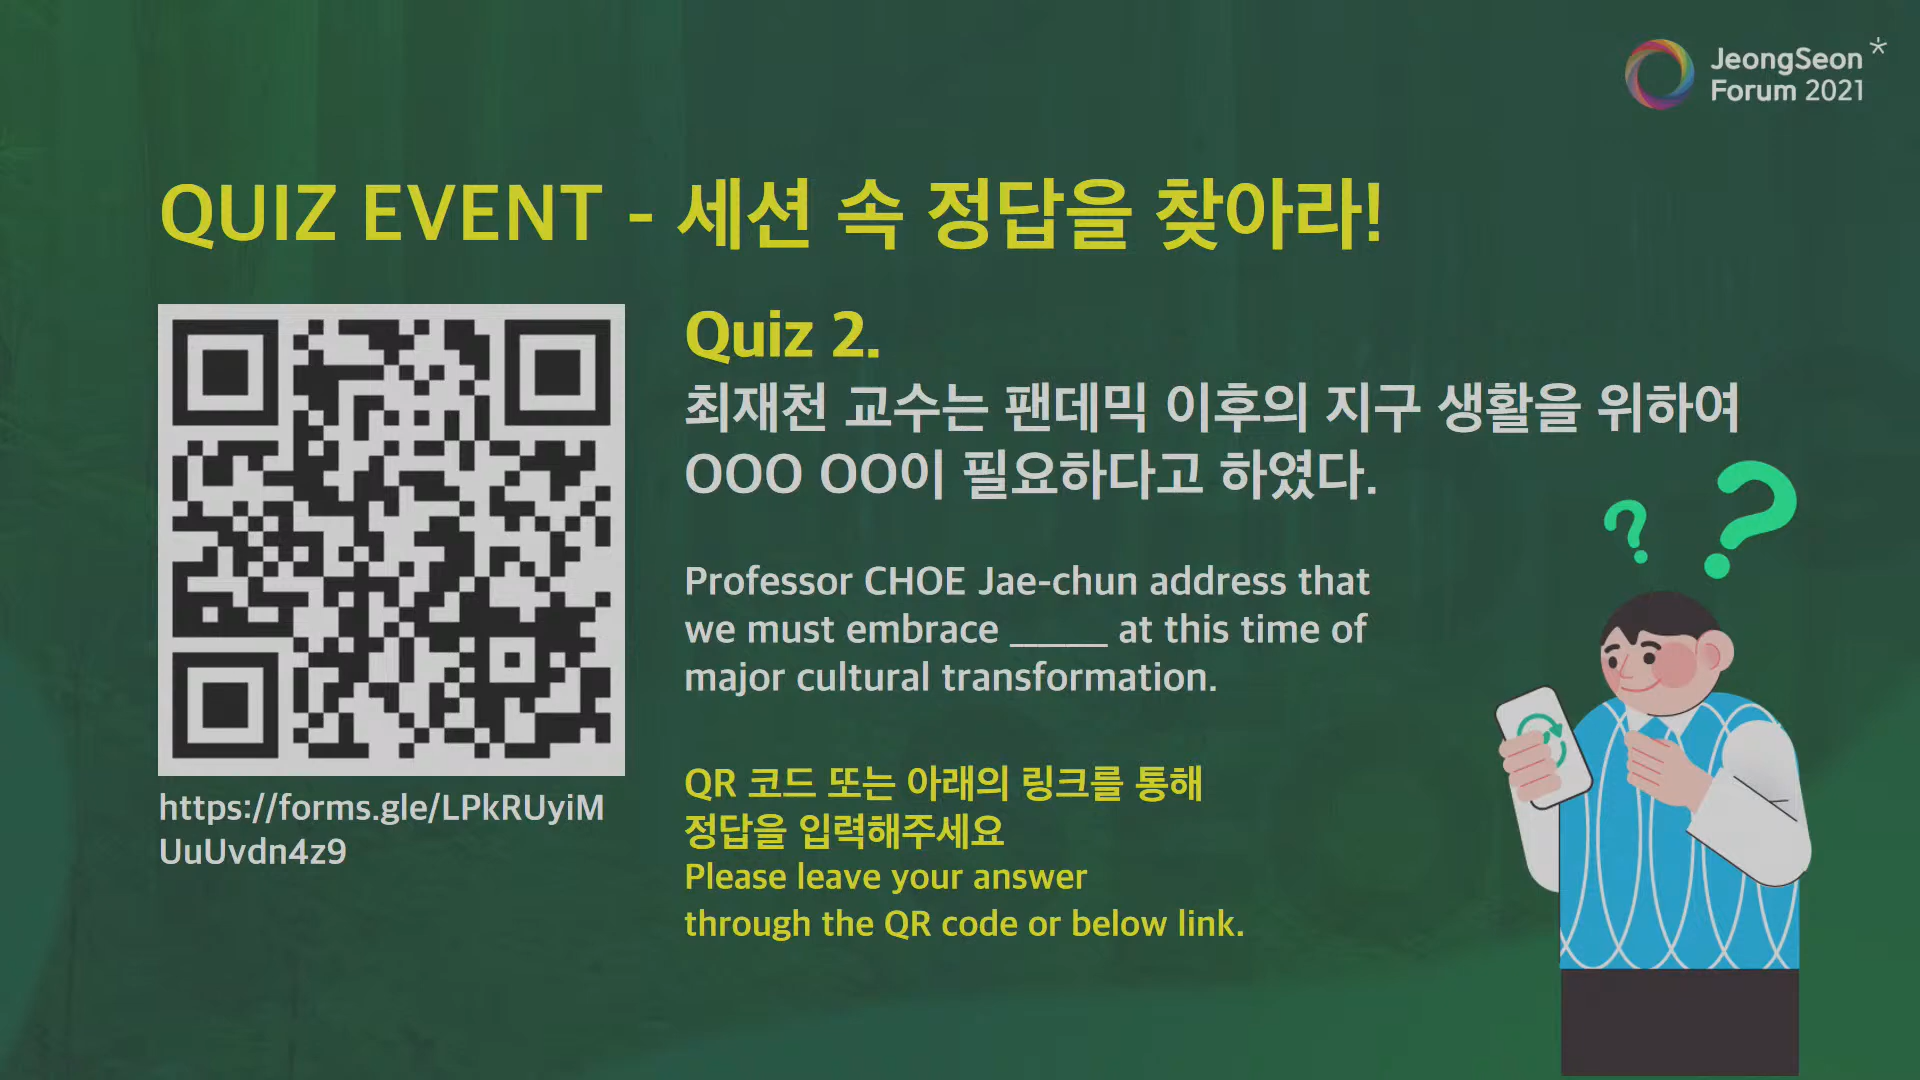 JeongSeon*
Forum 2021
QUIZ EVENT - 세션 속 정답을 찾아라!
Quiz 2.
최재천 교수는 팬데믹 이후의 지구 생활을 위하여
OOO OO이 필요하다고 하였다.
Professor CHOE Jae-chun address that
we must embrace _____ at this time of
major cultural transformation.
QR 코드 또는 아래의 링크를 통해
정답을 입력해주세요
Please leave your answer
through the QR code or below link.
https://forms.gle/LPkRUyiM
UuUvdn4z9